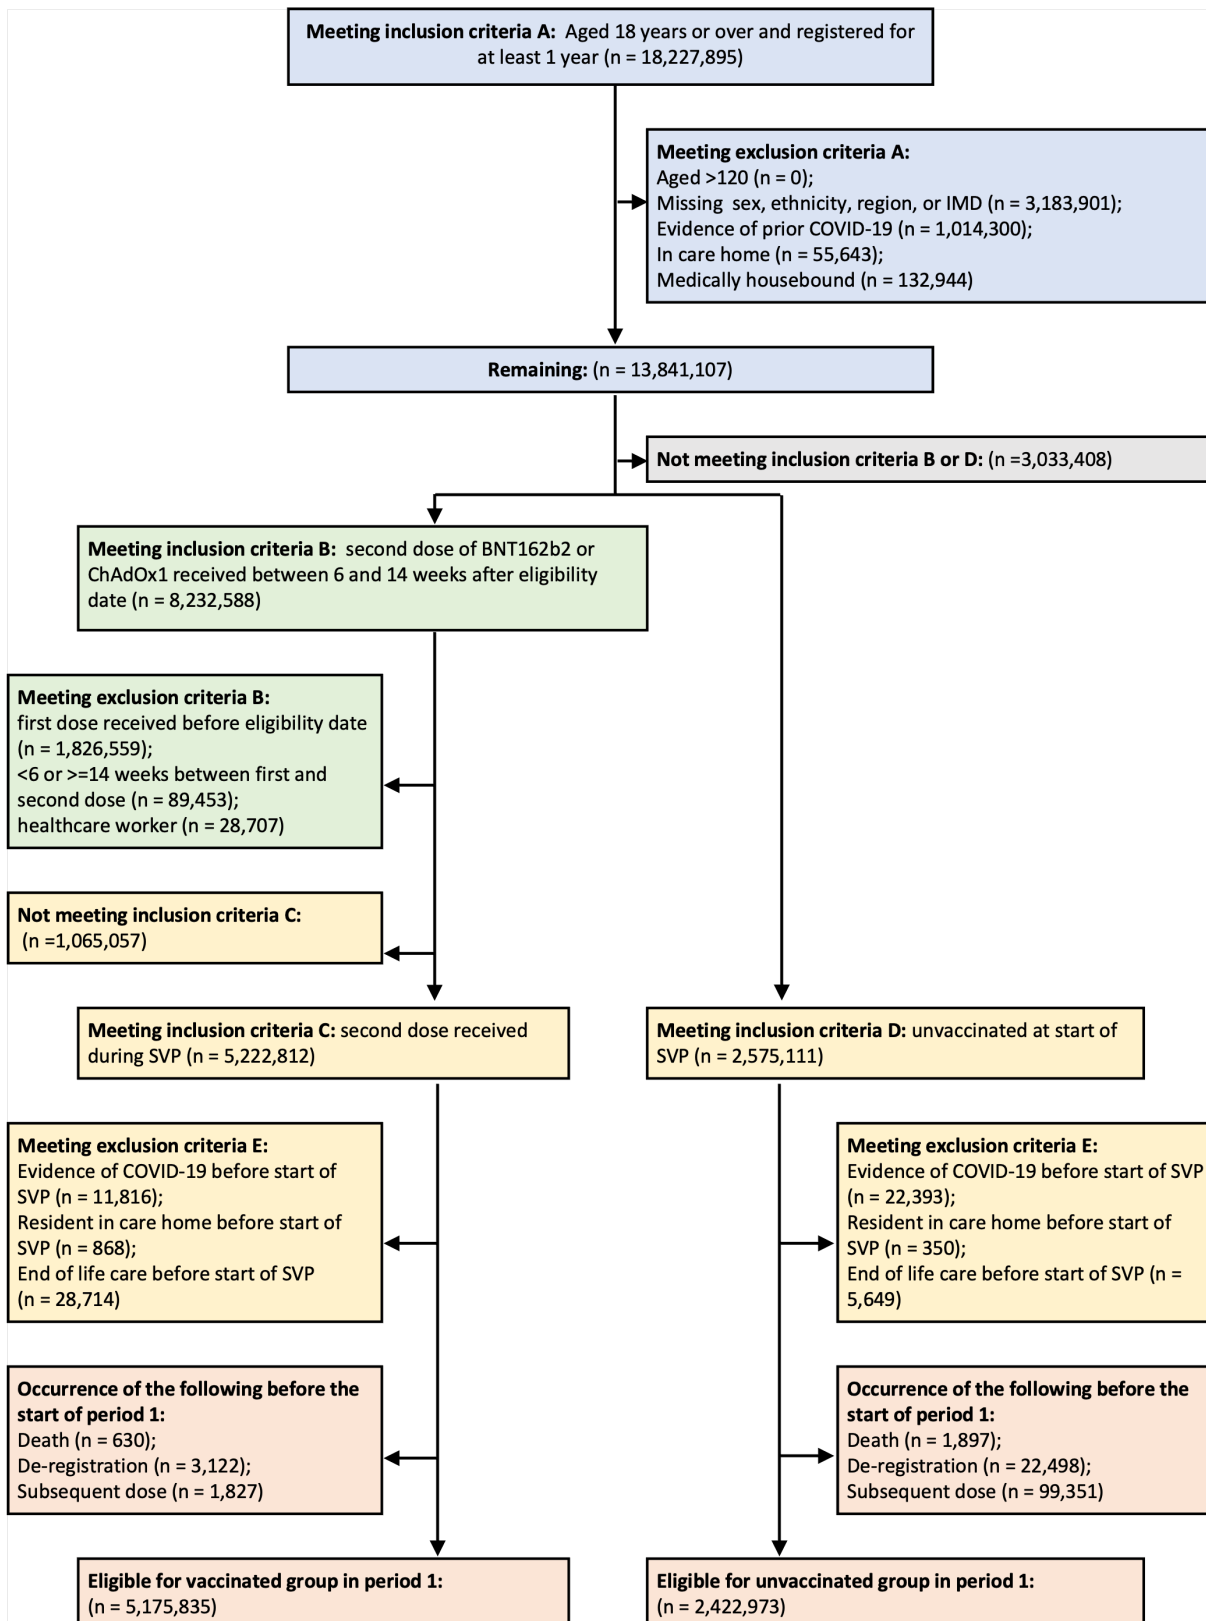 Meeting inclusion criteria A: Aged 18 years or over and registered for
at least 1 year (n = 18,227,895)
Meeting exclusion criteria A:
Aged >120 (n = 0);
Missing sex, ethnicity, region, or IMD (n = 3,183,901);
Evidence of prior COVID-19 (n = 1,014,300);
In care home (n = 55,643);
Medically housebound (n = 132,944)
Remaining: (n = 13,841,107)
Not meeting inclusion criteria B or D: (n =3,033,408)
Meeting inclusion criteria B: second dose of BNT162b2 or
ChAdOx1 received between 6 and 14 weeks after eligibility
date (n = 8,232,588)
Meeting exclusion criteria B:
first dose received before eligibility date
(n = 1,826,559);
<6 or >=14 weeks between first and
second dose (n = 89,453);
healthcare worker (n = 28,707)
Not meeting inclusion criteria C:
(n =1,065,057)
Meeting inclusion criteria C: second dose received
during SVP (n = 5,222,812)
Meeting inclusion criteria D: unvaccinated at start of
SVP (n = 2,575,111)
Meeting exclusion criteria E:
Evidence of COVID-19 before start of
SVP (n = 11,816);
Resident in care home before start of
SVP (n = 868);
End of life care before start of SVP
(n = 28,714)
Meeting exclusion criteria E:
Evidence of COVID-19 before start of SVP
(n = 22,393);
Resident in care home before start of
SVP (n = 350);
End of life care before start of SVP (n =
5,649)
Occurrence of the following before the
start of period 1:
Death (n = 630);
De-registration (n = 3,122);
Subsequent dose (n = 1,827)
Occurrence of the following before the
start of period 1:
Death (n = 1,897);
De-registration (n = 22,498);
Subsequent dose (n = 99,351)
Eligible for vaccinated group in period 1:
(n = 5,175,835)
Eligible for unvaccinated group in period 1:
(n = 2,422,973)